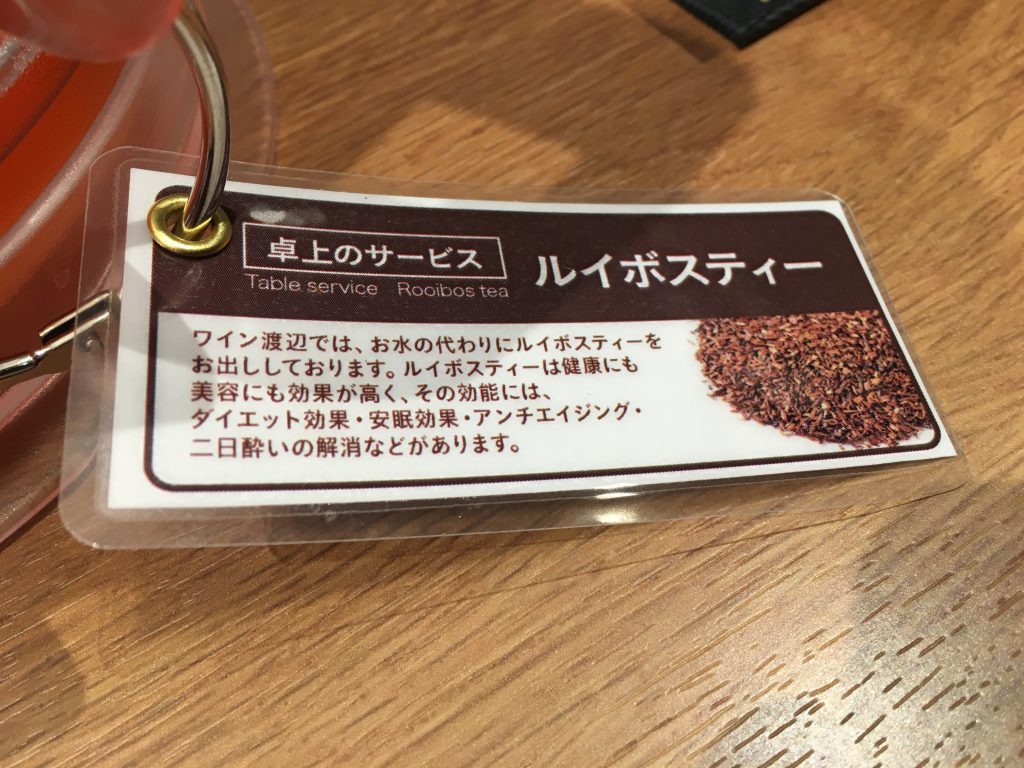 卓上のサービス
Table service Rooibos tea
ルイボスティー
ワイン渡辺では、お水の代わりにルイボスティーを
お出ししております。ルイボスティーは健康にも
美容にも効果が高く、その効能には、
ダイエット効果・安眠効果・アンチエイジング・
二日酔いの解消などがあります。